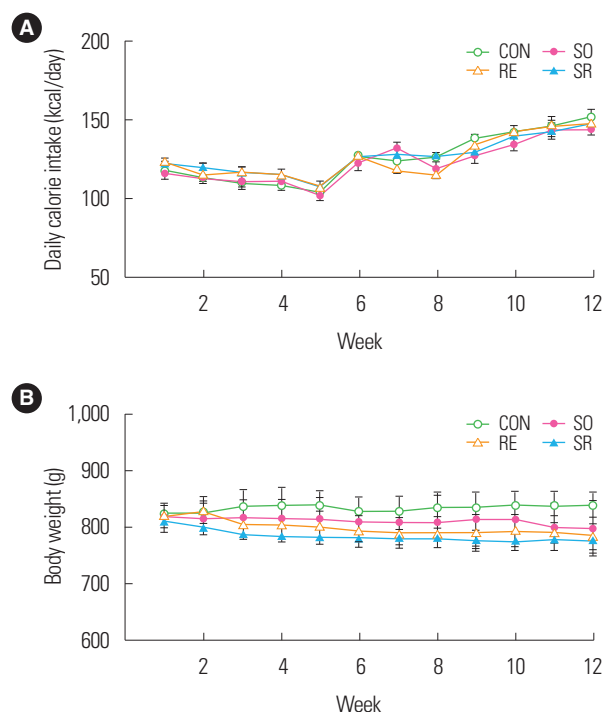 A
200
150
100
50
Daily calorie intake (kcal/day)
CON SO
RE SR
2 4 6 8 10 12
Week
B
1,000
900
800
700
600
Body weight (g)
CON SO
RE SR
2 4 6 8 10 12
Week